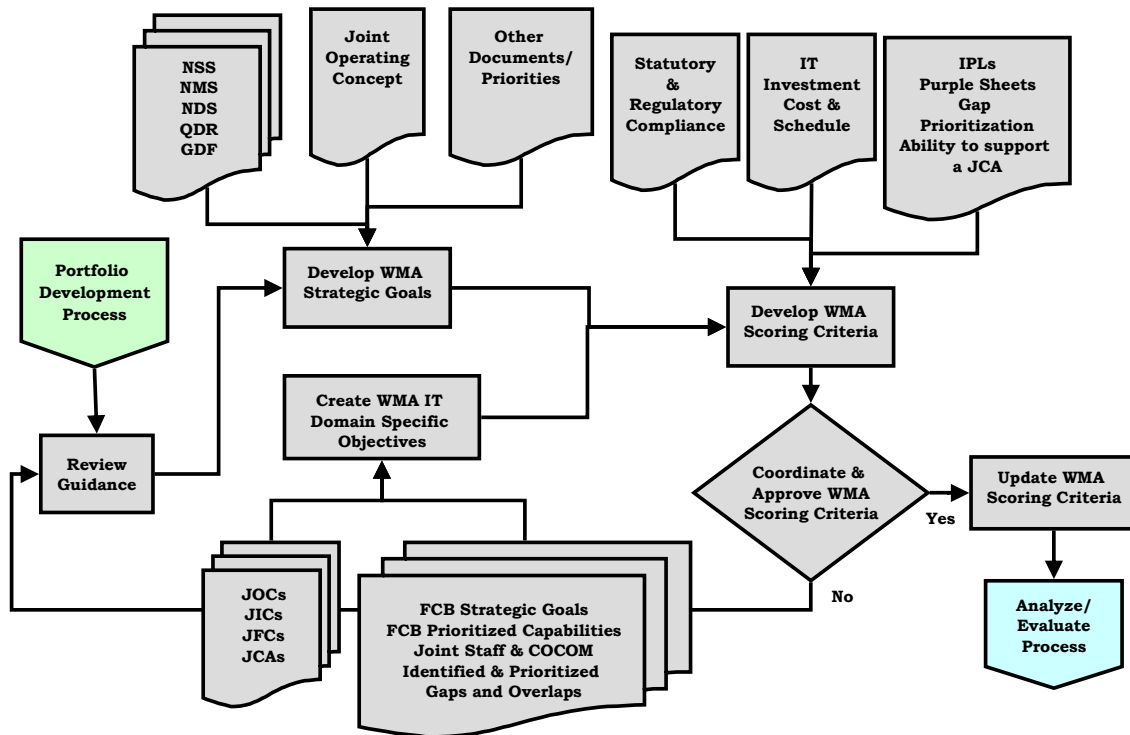 NSS
NMS
NDS
QDR
GDF
Joint
Operating
Concept
Other
Documents/
Priorities
Statutory
&
Regulatory
Compliance
IT
Investment
Cost &
Schedule
IPLs
Purple Sheets
Gap
Prioritization
Ability to support
a JCA
Portfolio
Development
Process
Develop WMA
Strategic Goals
Develop WMA
Scoring Criteria
Create WMA IT
Domain Specific
Objectives
Review
Guidance
Coordinate &
Approve WMA
Scoring Criteria
Yes
Update WMA
Scoring Criteria
No
JOCs
JICs
JFCs
JCAs
FCB Strategic Goals
FCB Prioritized Capabilities
Joint Staff & COCOM
Identified & Prioritized
Gaps and Overlaps
Analyze/
Evaluate
Process